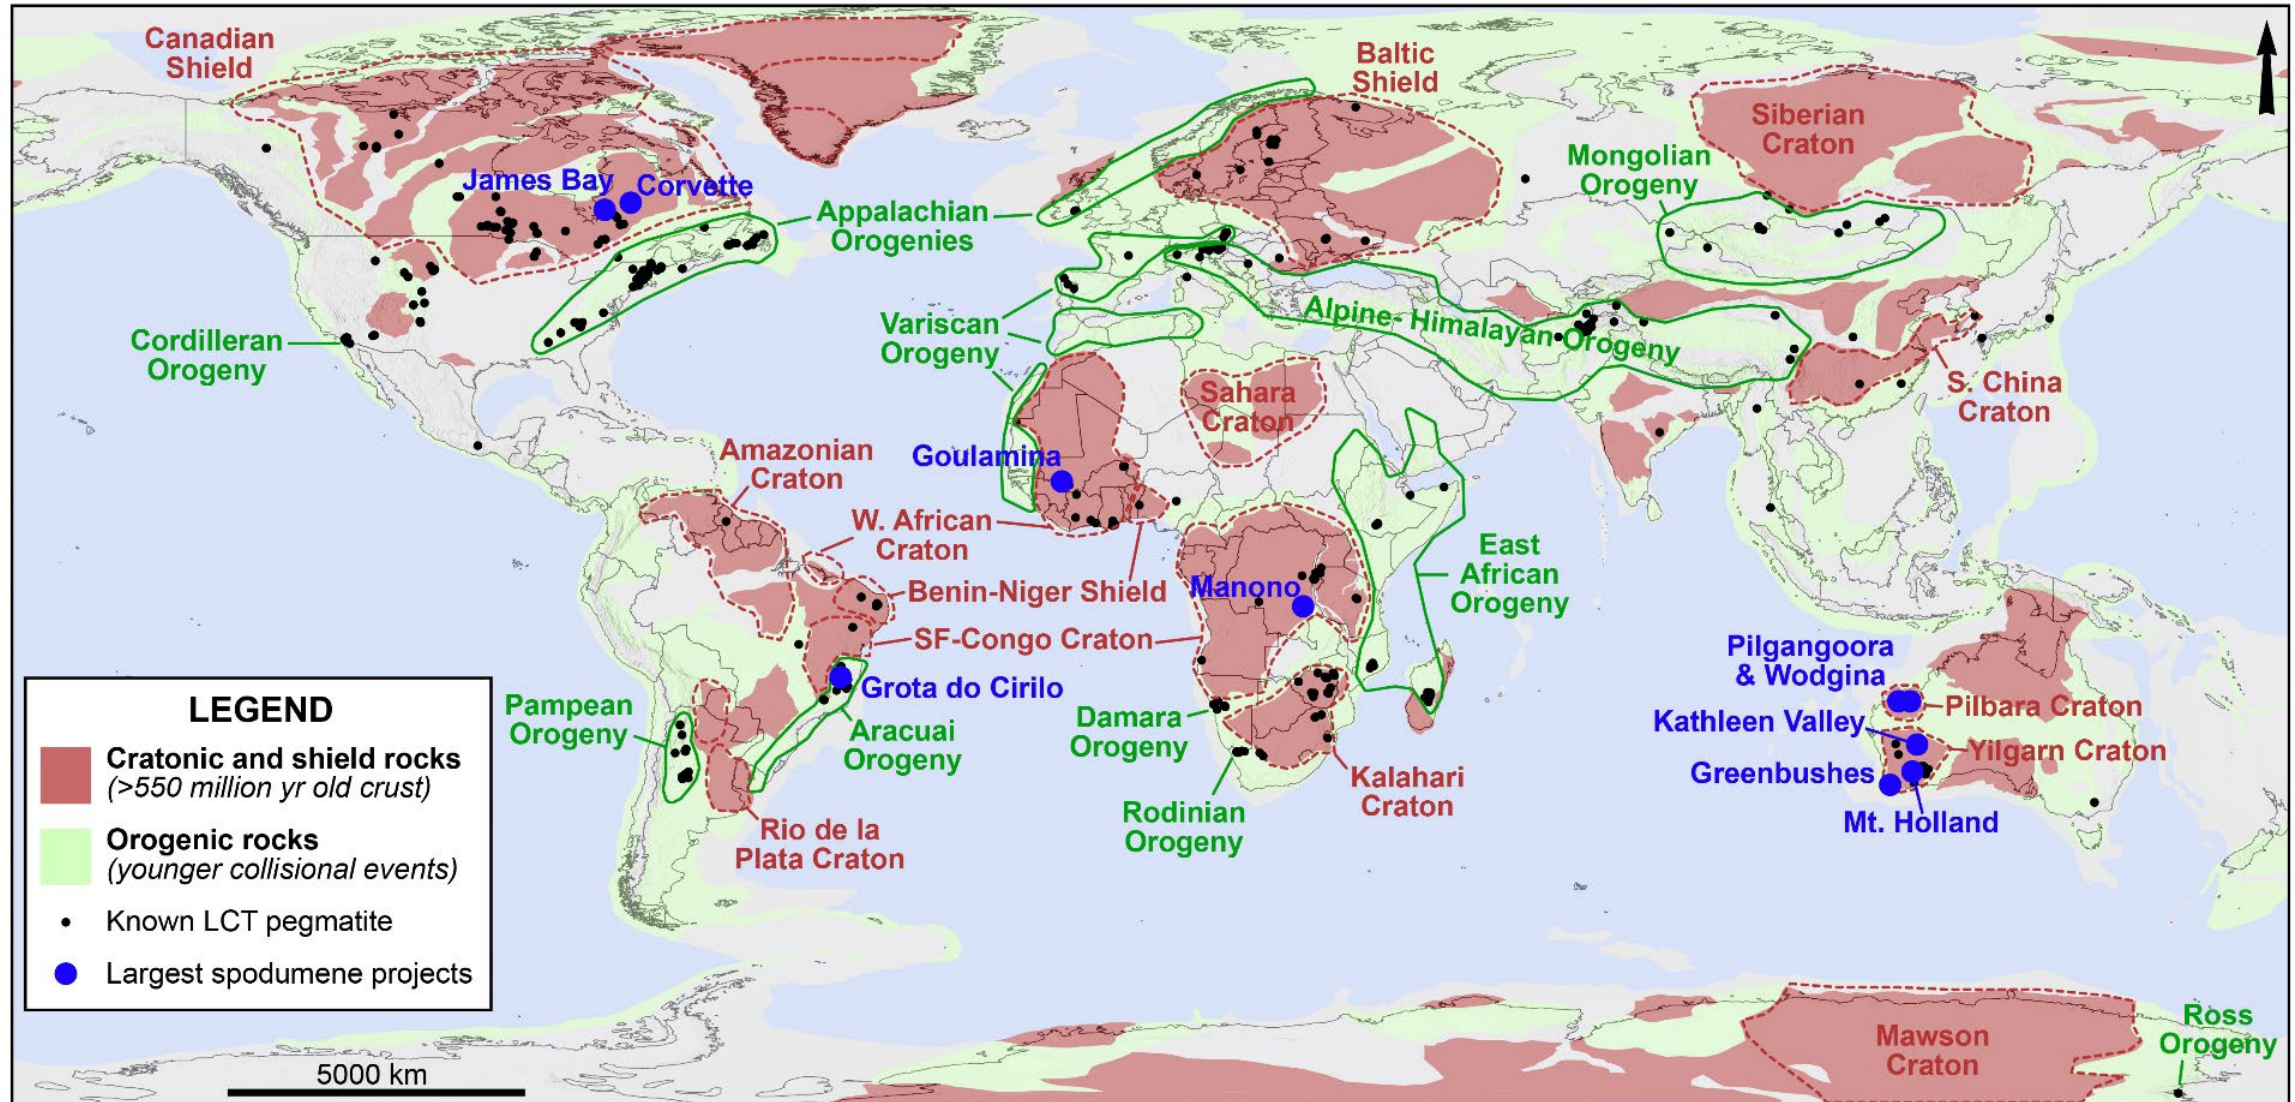 Canadian
Shield
Baltic
Shield
Siberian
Craton
Mongolian
Orogeny
James Bay
Corvette
Appalachian
Orogenies
Variscan
Orogeny
Alpine- Himalayan Orogeny
Cordilleran
Orogeny
Sahara
Craton
S. China
Craton
Amazonian
Craton
Goulamina
W. African
Craton
East
African
Orogeny
Benin-Niger Shield
Manono
SF-Congo Craton
Pilgangoora
& Wodgina
Grota do Cirilo
Pampean
Orogeny
Aracuai
Orogeny
Damara
Orogeny
Pilbara Craton
Kathleen Valley
Yilgarn Craton
Greenbushes
Mt. Holland
Kalahari
Craton
Rodinian
Orogeny
Rio de la
Plata Craton
LEGEND
Cratonic and shield rocks
(>550 million yr old crust)
Orogenic rocks
(younger collisional events)
Known LCT pegmatite
Largest spodumene projects
5000 km
Mawson
Craton
Ross
Orogeny